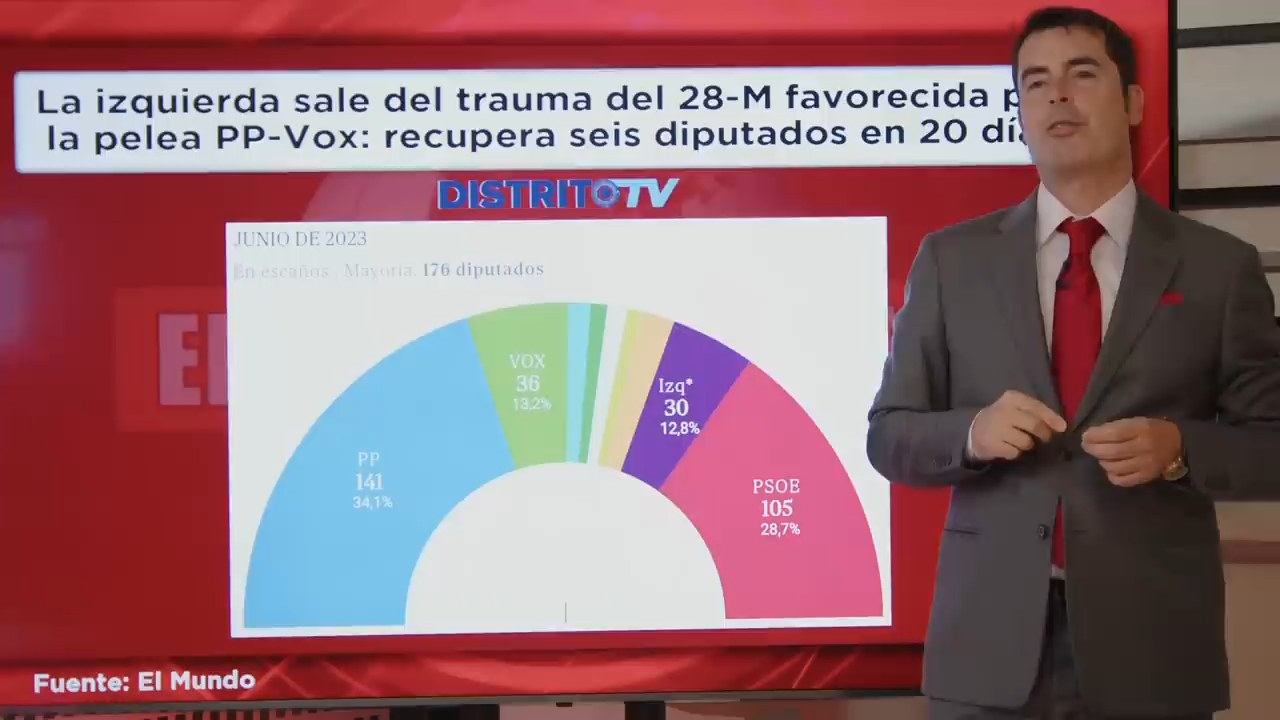 La izquierda sale del trauma del 28-M favorecida
la pelea PP-Vox: recupera seis diputados en 20
DISTRITO TV
JUNIO DE 2023
En escaños. Mayoría: 176 diputados
VOX
36
13,2%
Izq*
30
12,8%
PP
141
34,1%
PSOE
105
28,7%
Fuente: El Mundo